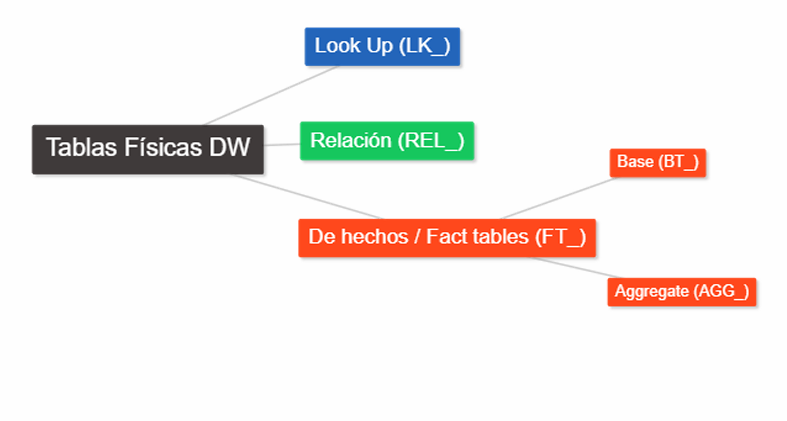 Look Up (LK_)
Tablas Físicas DW
Relación (REL_)
Base (BT_)
De hechos / Fact tables (FT_)
Aggregate (AGG_)